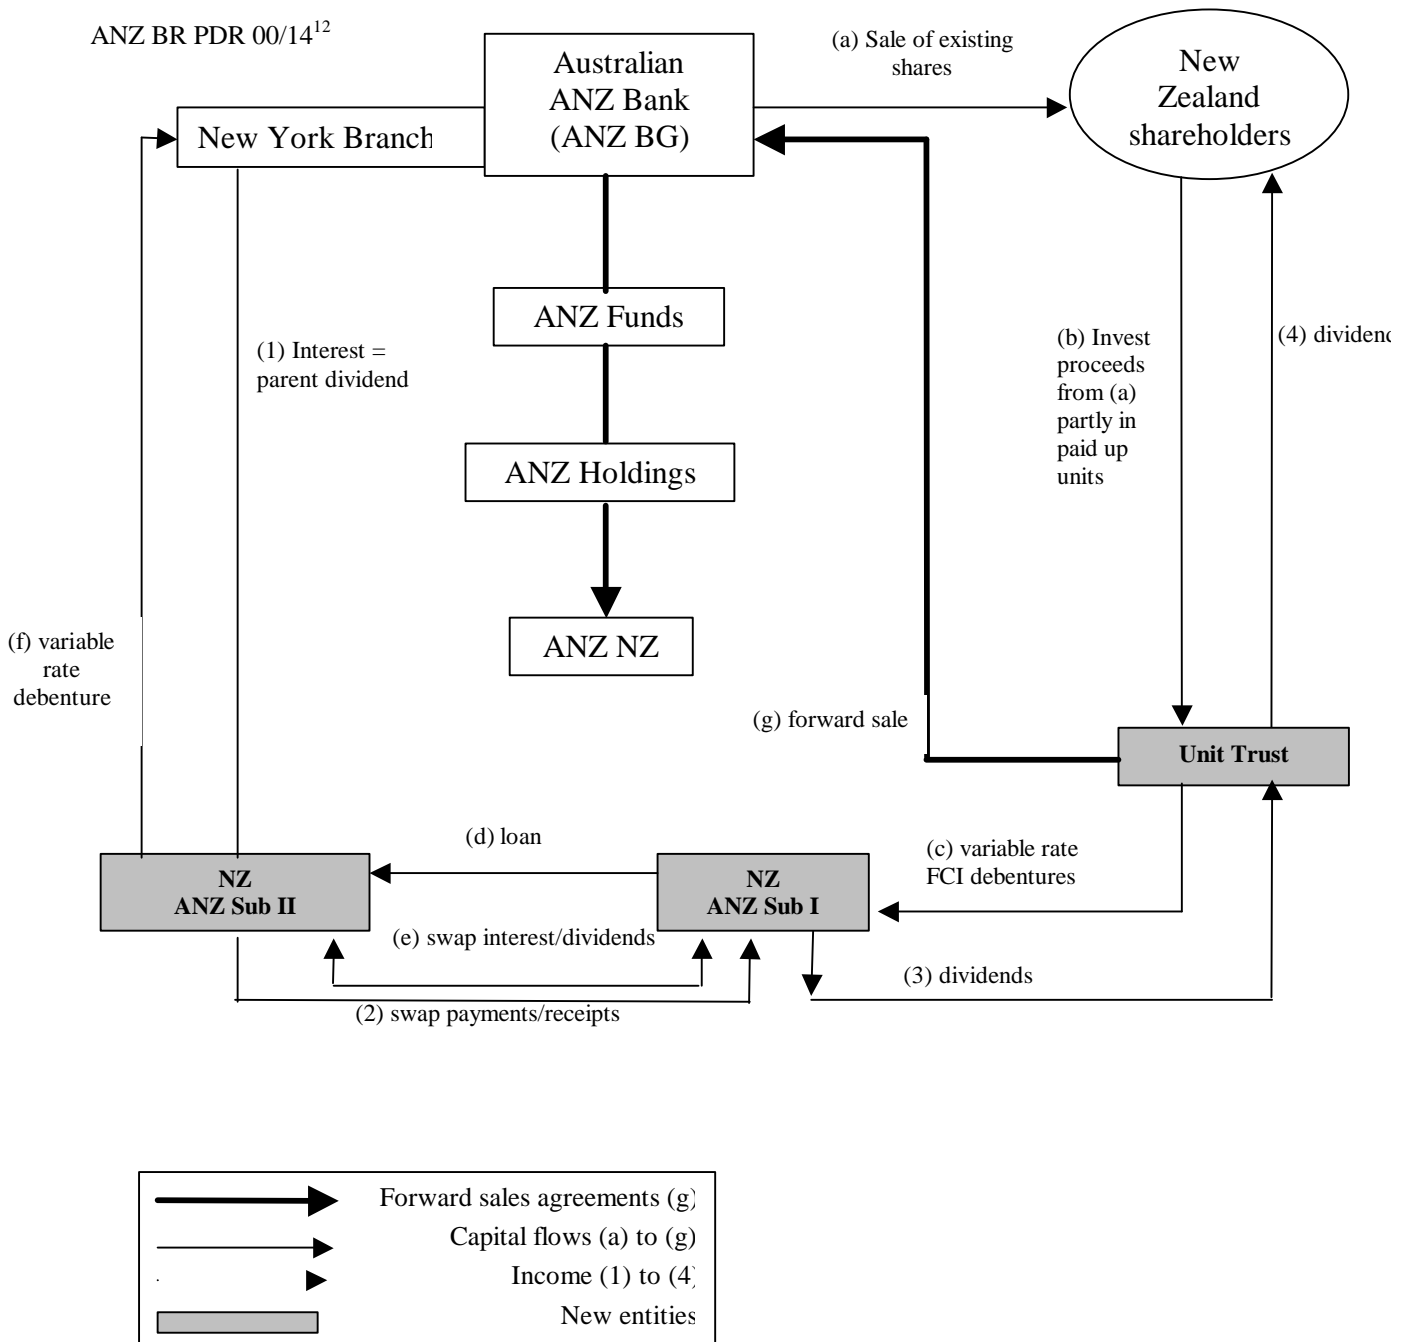 ANZ BR PDR 00/14¹²
(a) Sale of existing
shares
Australian
ANZ Bank
(ANZ BG)
New
Zealand
shareholders
New York Branch
ANZ Funds
(1) Interest =
parent dividend
(b) Invest
proceeds
from (a)
partly in
paid up
units
(4) dividend
ANZ Holdings
ANZ NZ
(f) variable
rate
debenture
(g) forward sale
Unit Trust
(d) loan
(c) variable rate
FCI debentures
NZ
ANZ Sub II
NZ
ANZ Sub I
(e) swap interest/dividends
(3) dividends
(2) swap payments/receipts
Forward sales agreements (g)
Capital flows (a) to (g)
Income (1) to (4)
New entities